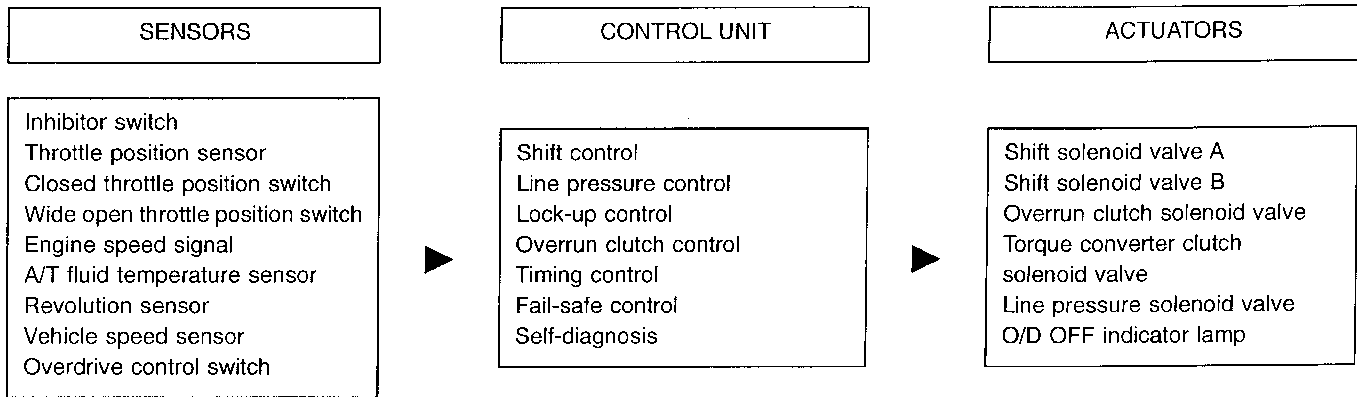 SENSORS
Inhibitor switch
Throttle position sensor
Closed throttle position switch
Wide open throttle position switch
Engine speed signal
A/T fluid temperature sensor
Revolution sensor
Vehicle speed sensor
Overdrive control switch
CONTROL UNIT
Shift control
Line pressure control
Lock-up control
Overrun clutch control
Timing control
Fail-safe control
Self-diagnosis
ACTUATORS
Shift solenoid valve A
Shift solenoid valve B
Overrun clutch solenoid valve
Torque converter clutch
solenoid valve
Line pressure solenoid valve
O/D OFF indicator lamp